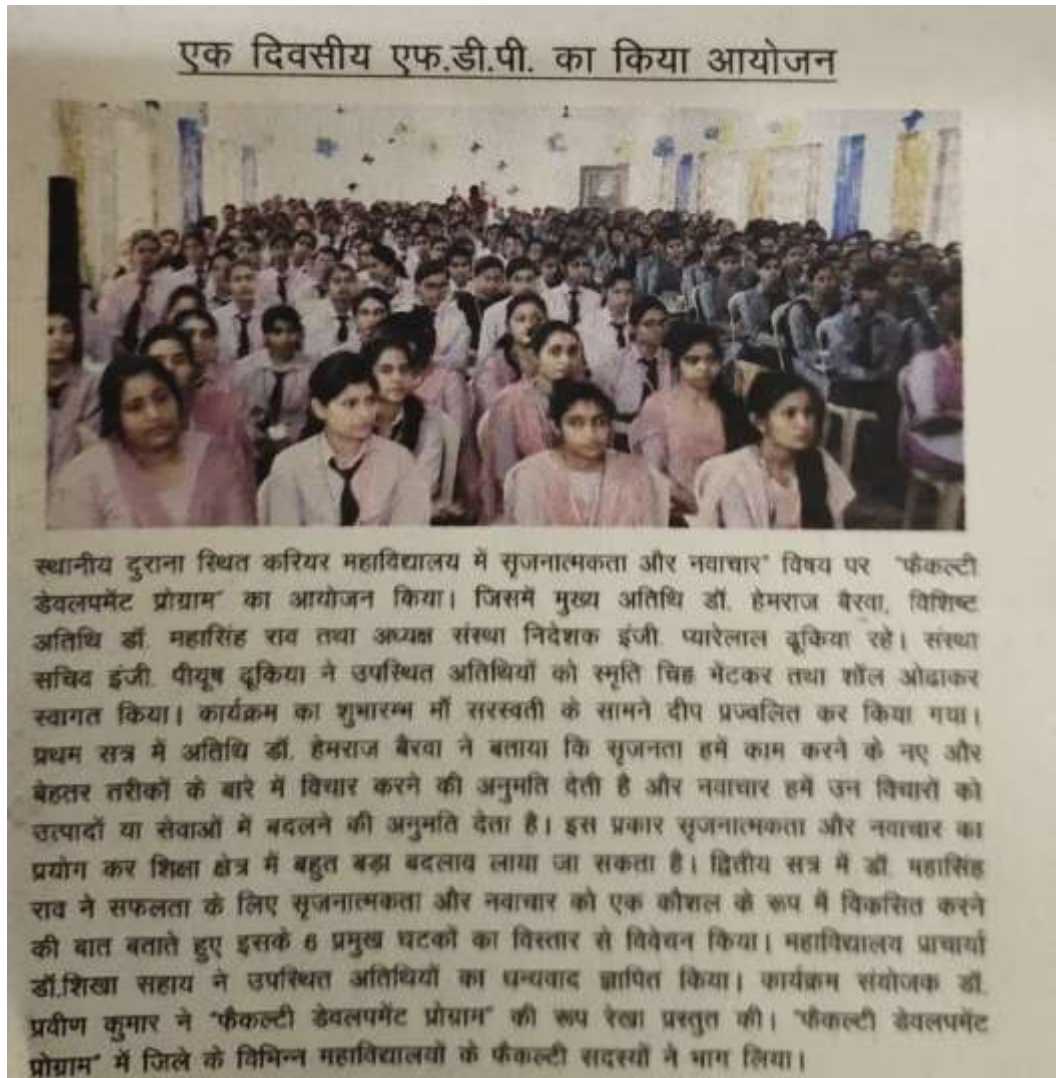 एक दिवसीय एफ.डी.पी. का किया आयोजन
स्थानीय दुराना स्थित करियर महाविद्यालय में सृजनात्मकता और नवाचार" विषय पर "फैकल्टी
डेवलपमेंट प्रोग्राम" का आयोजन किया। जिसमें मुख्य अतिथि डॉ. हेमराज बैरवा, विशिष्ट
अतिथि डॉ. महासिंह राव तथा अध्यक्ष संस्था निदेशक इंजी. प्यारेलाल ढूकिया रहे। संस्था
सचिव इंजी. पीयूष ढूकिया ने उपस्थित अतिथियों को स्मृति चिह्न भेंटकर तथा शॉल ओढाकर
स्वागत किया। कार्यक्रम का शुभारम्भ माँ सरस्वती के सामने दीप प्रज्वलित कर किया गया।
प्रथम सत्र में अतिथि डॉ. हेमराज बैरवा ने बताया कि सृजनता हमें काम करने के नए और
बेहतर तरीकों के बारे में विचार करने की अनुमति देती है और नवाचार हमें उन विचारों को
उत्पादों या सेवाओं में बदलने की अनुमति देता है। इस प्रकार सृजनात्मकता और नवाचार का
प्रयोग कर शिक्षा क्षेत्र में बहुत बड़ा बदलाव लाया जा सकता है। द्वितीय सत्र में डॉ. महासिंह
राव ने सफलता के लिए सृजनात्मकता और नवाचार को एक कौशल के रूप में विकसित करने
की बात बताते हुए इसके 6 प्रमुख घटकों का विस्तार से विवेचन किया। महाविद्यालय प्राचार्या
डॉ.शिखा सहाय ने उपस्थित अतिथियों का धन्यवाद ज्ञापित किया। कार्यक्रम संयोजक डॉ.
प्रवीण कुमार ने "फैकल्टी डेवलपमेंट प्रोग्राम" की रूप रेखा प्रस्तुत की। "फैकल्टी डेवलपमेंट
प्रोग्राम" में जिले के विभिन्न महाविद्यालयों के फैकल्टी सदस्यों ने भाग लिया।